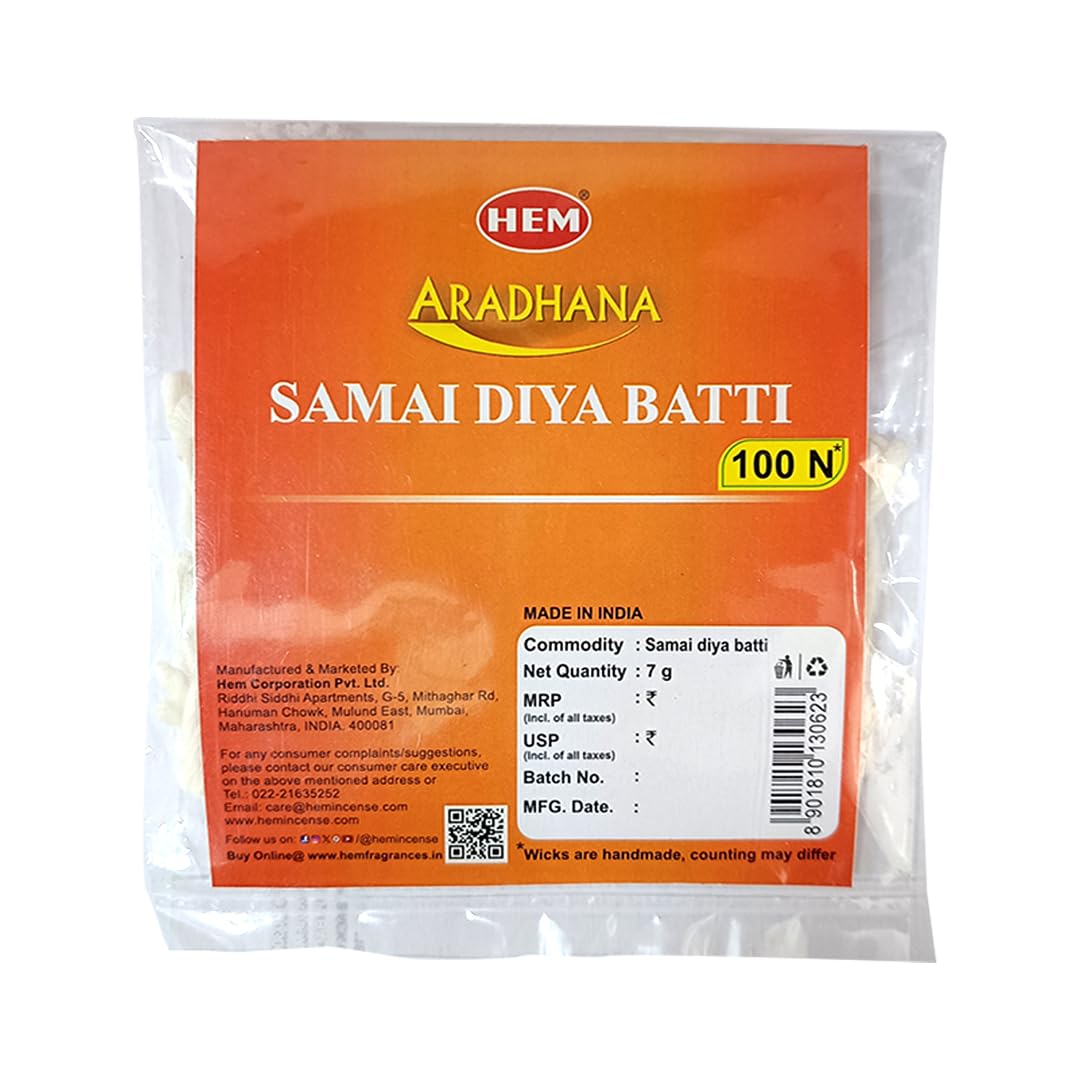 HEM®
ARADHANA
SAMAI DIYA BATTI
100 N*
MADE IN INDIA
Commodity : Samai diya batti
Net Quantity : 7 g
MRP : ₹
(Incl. of all taxes)
USP : ₹
(Incl. of all taxes)
Batch No. :
MFG. Date. :
8 901810 130623
*Wicks are handmade, counting may differ
Manufactured & Marketed By:
Hem Corporation Pvt. Ltd.
Riddhi Siddhi Apartments, G-5, Mithaghar Rd,
Hanuman Chowk, Mulund East, Mumbai,
Maharashtra, INDIA. 400081
For any consumer complaints/suggestions,
please contact our consumer care executive
on the above mentioned address or
Tel.: 022-21635252
Email: care@hemincense.com
www.hemincense.com
Follow us on: /@hemincense
Buy Online@ www.hemfragrances.in